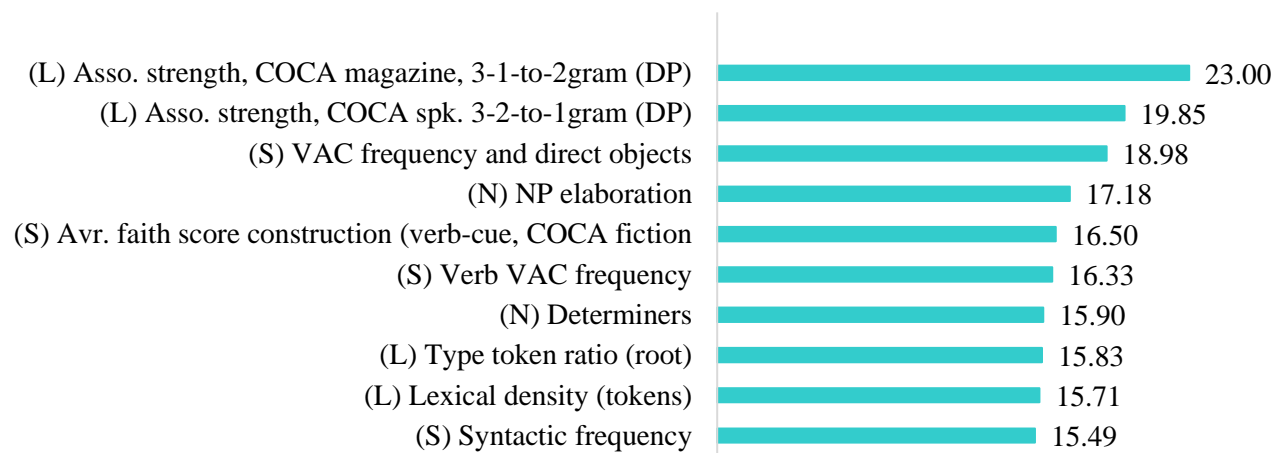 (L) Asso. strength, COCA magazine, 3-1-to-2gram (DP) 23.00
(L) Asso. strength, COCA spk. 3-2-to-1gram (DP) 19.85
(S) VAC frequency and direct objects 18.98
(N) NP elaboration 17.18
(S) Avr. faith score construction (verb-cue, COCA fiction 16.50
(S) Verb VAC frequency 16.33
(N) Determiners 15.90
(L) Type token ratio (root) 15.83
(L) Lexical density (tokens) 15.71
(S) Syntactic frequency 15.49